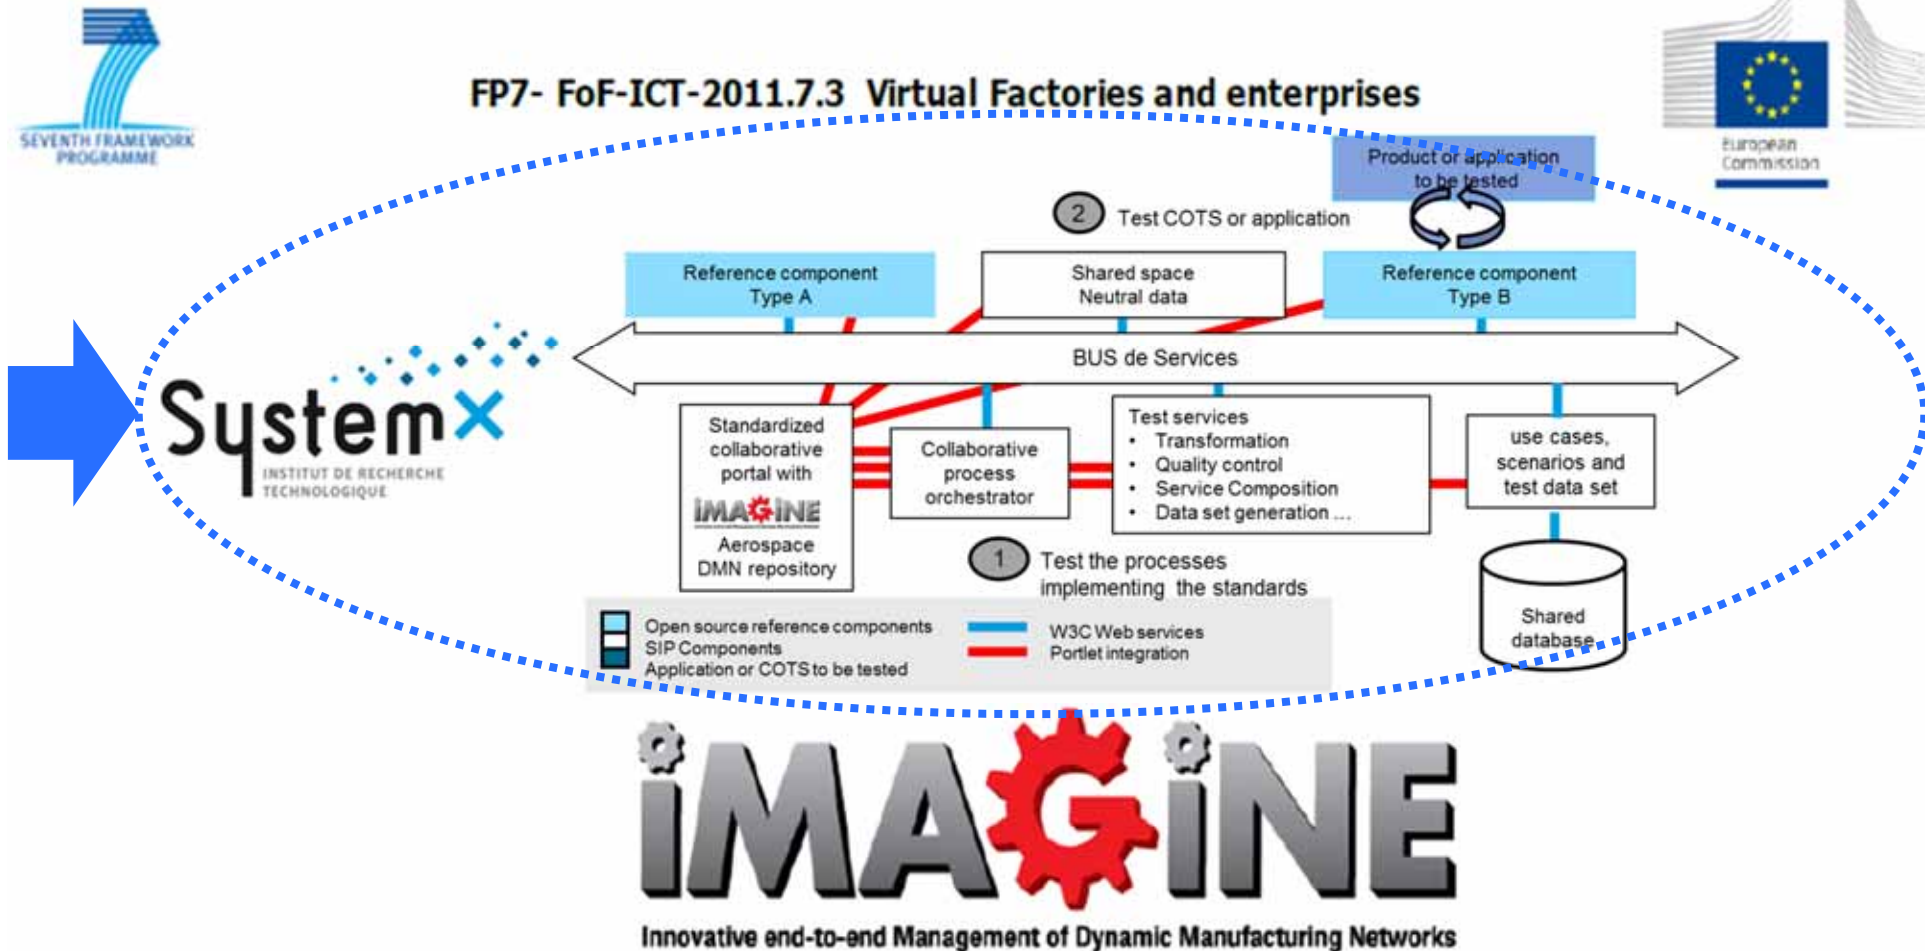 SEVENTH FRAMEWORK
PROGRAMME
FP7- FoF-ICT-2011.7.3 Virtual Factories and enterprises
European
Commission
Product or application
to be tested
2
Test COTS or application
Reference component
Type A
Shared space
Neutral data
Reference component
Type B
BUS de Services
SystemX
INSTITUT DE RECHERCHE
TECHNOLOGIQUE
Standardized
collaborative
portal with
iMAGiNE
Aerospace
DMN repository
Collaborative
process
orchestrator
Test services
• Transformation
• Quality control
• Service Composition
• Data set generation ...
use cases,
scenarios and
test data set
1
Test the processes
implementing the standards
Shared
database
Open source reference components
SIP Components
Application or COTS to be tested
W3C Web services
Portlet integration
iMAGiNE
Innovative end-to-end Management of Dynamic Manufacturing Networks